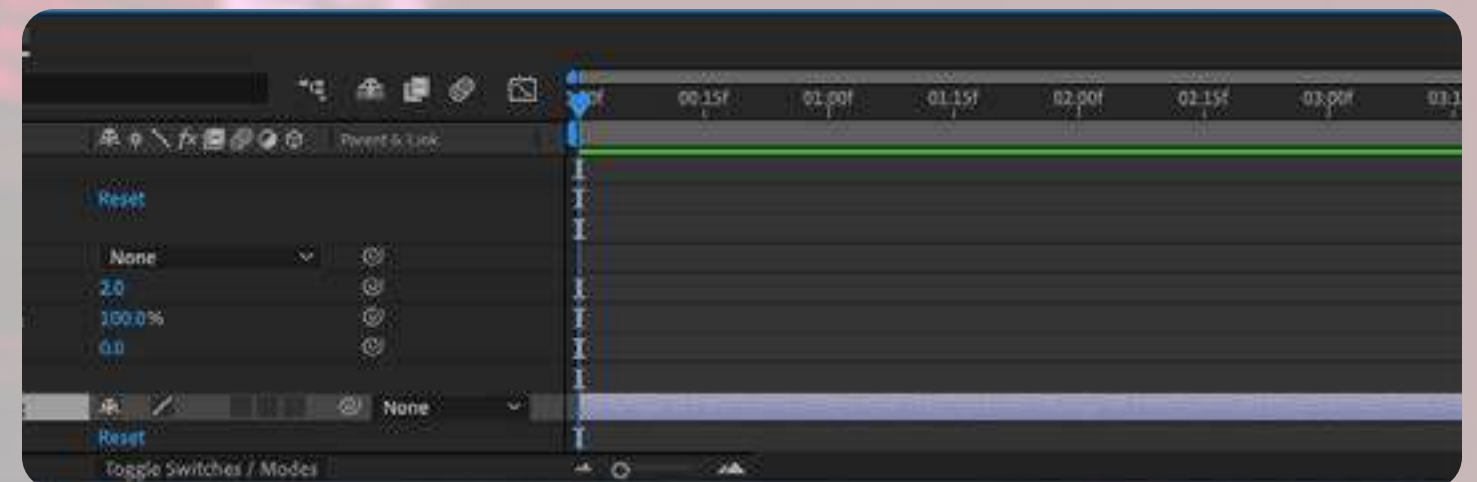 00:15f 01:00f 01:15f 02:00f 02:15f 03:00f
fx Parent & Link
Reset
None
2.0
100.0%
0.0
None
Reset
Toggle Switches / Modes